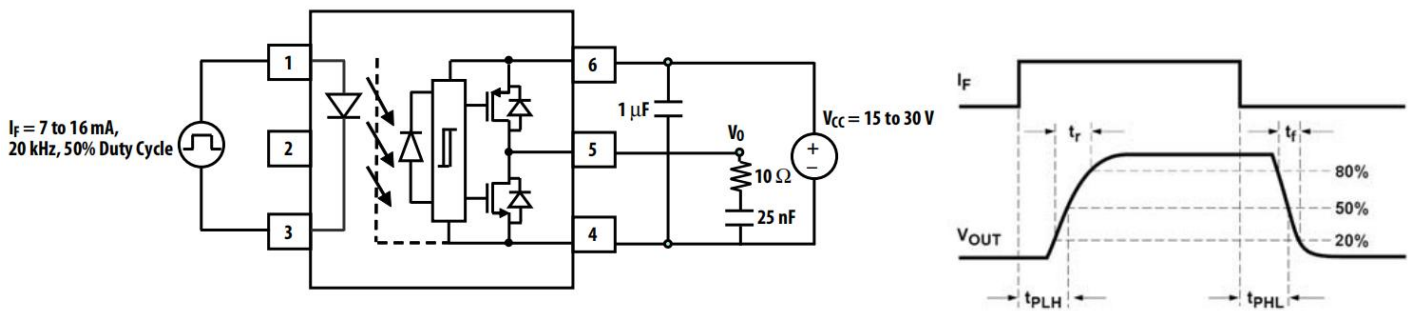 I_F = 7 to 16 mA,
20 kHz, 50% Duty Cycle
1
2
3
6
5
4
1 μF
V_O
10 Ω
25 nF
V_CC = 15 to 30 V
+
−
I_F
t_r
t_f
80%
50%
20%
V_OUT
t_PLH
t_PHL